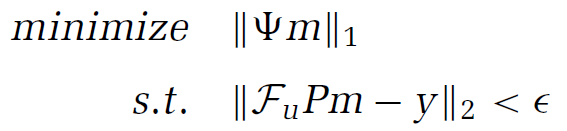 minimize ‖Ψm‖₁
s.t. ‖ℱᵤPm − y‖₂ < ϵ